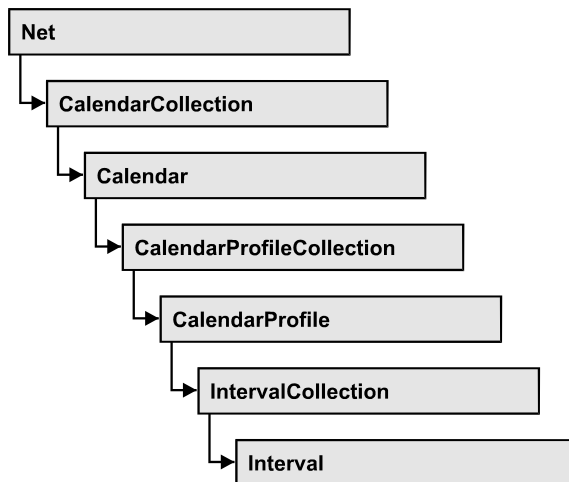 Net
CalendarCollection
Calendar
CalendarProfileCollection
CalendarProfile
IntervalCollection
Interval